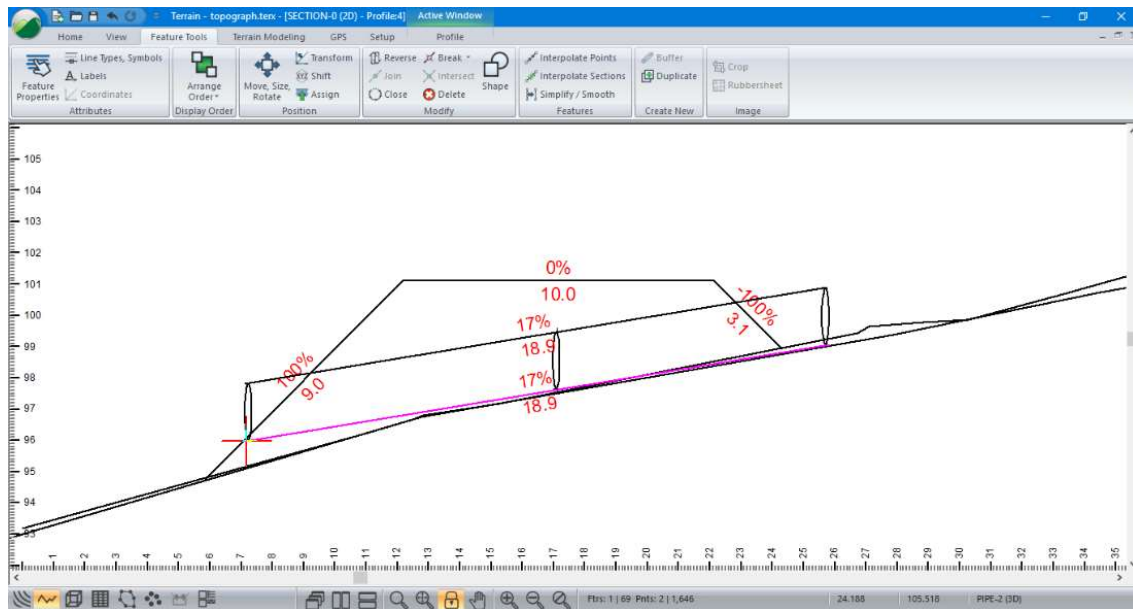 Terrain - topograph.terx - [SECTION-0 (2D) - Profile:4] Active Window
Home View Feature Tools Terrain Modeling GPS Setup Profile
Feature Properties
Line Types, Symbols
Labels
Coordinates
Attributes
Arrange Order
Display Order
Move, Size, Rotate
Transform
Shift
Assign
Position
Reverse Break
Join Intersect
Close Delete
Shape
Modify
Interpolate Points
Interpolate Sections
Simplify / Smooth
Features
Buffer
Duplicate
Create New
Crop
Rubbersheet
Image
105
104
103
102
101
100
99
98
97
96
95
94
93
0%
10.0
-100%
3.1
17%
18.9
100%
9.0
17%
18.9
1 2 3 4 5 6 7 8 9 10 11 12 13 14 15 16 17 18 19 20 21 22 23 24 25 26 27 28 29 30 31 32 33 34 35
Ftrs: 1 | 69 Pnts: 2 | 1,646 24.188 105.516 PIPE-2 (3D)